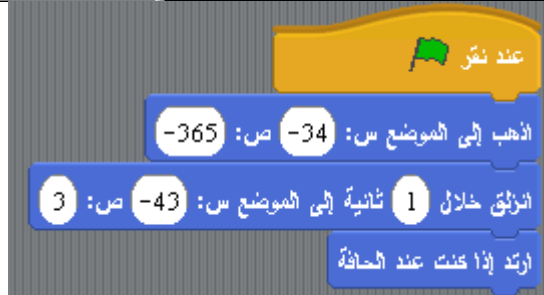 عند نقر
اذهب إلى الموضع س: 34- ص: 365-
انزلق خلال 1 ثانية إلى الموضع س: 43- ص: 3
ارتد إذا كنت عند الحافة